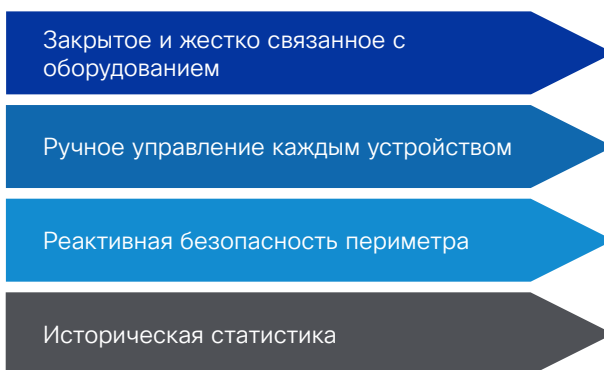 Закрытое и жестко связанное с
оборудованием
Ручное управление каждым устройством
Реактивная безопасность периметра
Историческая статистика